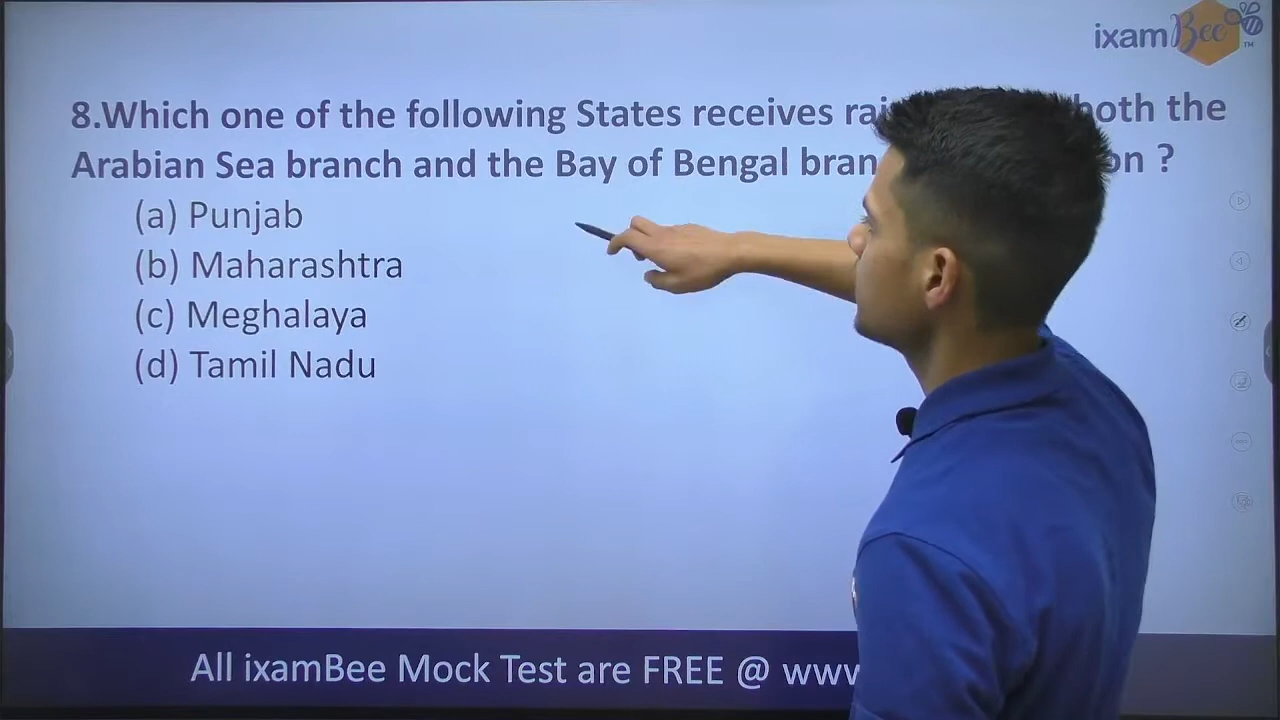 ixamBee
TM
8.Which one of the following States receives both the
Arabian Sea branch and the Bay of Bengal ?
(a) Punjab
(b) Maharashtra
(c) Meghalaya
(d) Tamil Nadu
All ixamBee Mock Test are FREE @